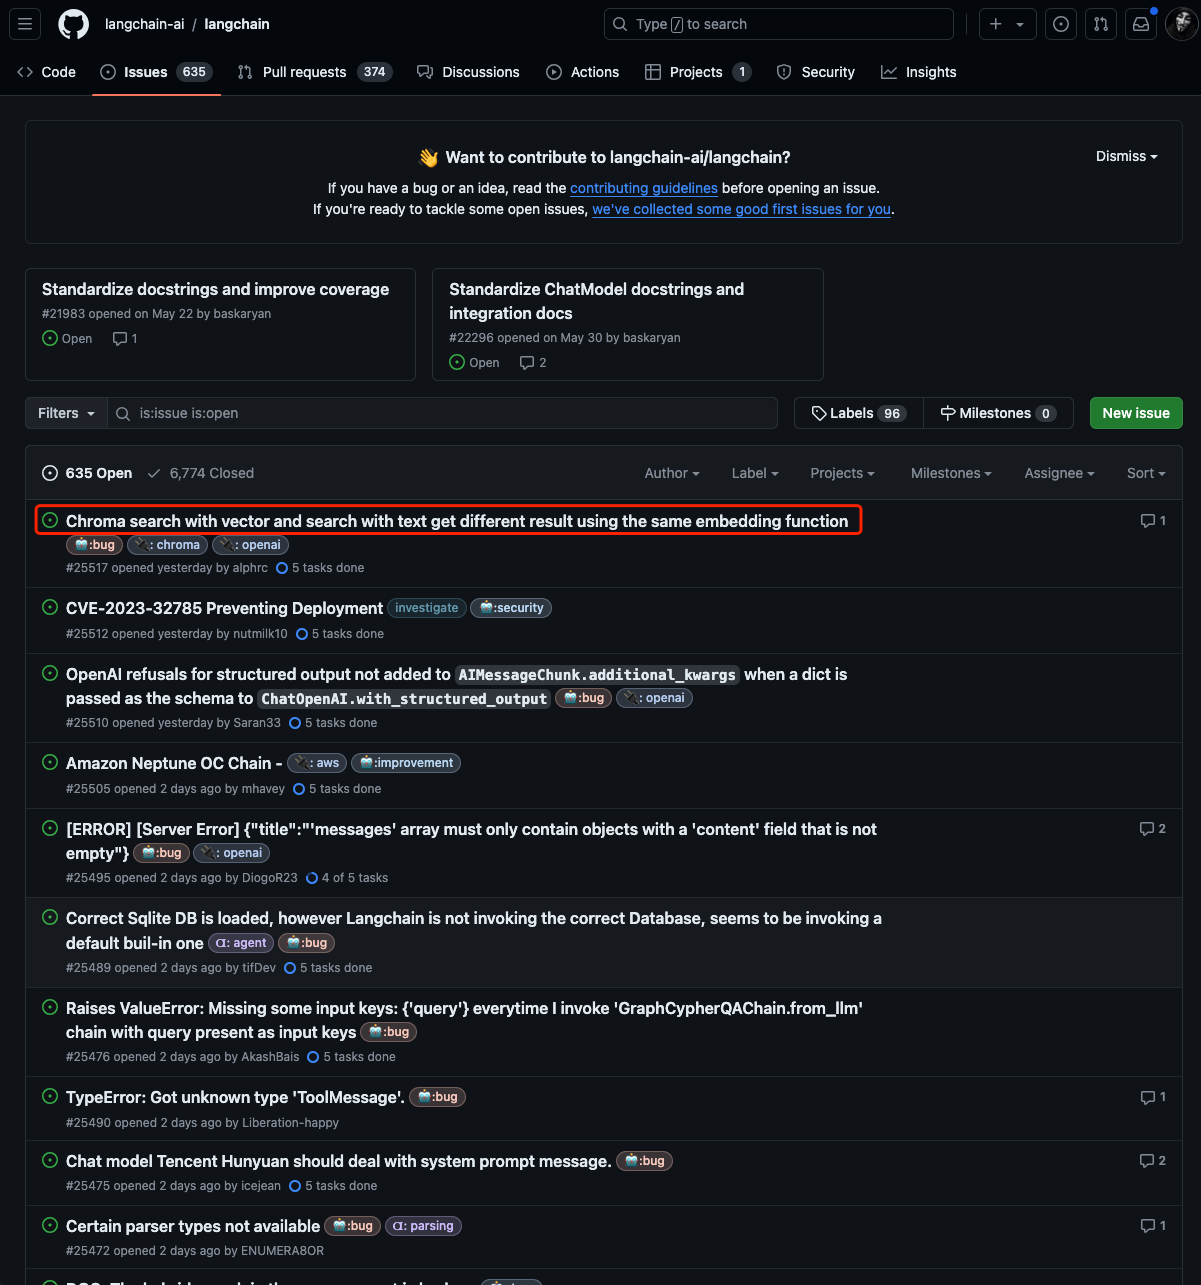 langchain-ai / langchain
Type / to search
Code
Issues 635
Pull requests 374
Discussions
Actions
Projects 1
Security
Insights
👋 Want to contribute to langchain-ai/langchain?
Dismiss
If you have a bug or an idea, read the contributing guidelines before opening an issue.
If you're ready to tackle some open issues, we've collected some good first issues for you.
Standardize docstrings and improve coverage
#21983 opened on May 22 by baskaryan
Open 1
Standardize ChatModel docstrings and
integration docs
#22296 opened on May 30 by baskaryan
Open 2
Filters
is:issue is:open
Labels 96
Milestones 0
New issue
635 Open 6,774 Closed
Author
Label
Projects
Milestones
Assignee
Sort
Chroma search with vector and search with text get different result using the same embedding function
1
🤖:bug 🔌: chroma 🔌: openai
#25517 opened yesterday by alphrc 5 tasks done
CVE-2023-32785 Preventing Deployment investigate 🤖:security
#25512 opened yesterday by nutmilk10 5 tasks done
OpenAI refusals for structured output not added to AIMessageChunk.additional_kwargs when a dict is
passed as the schema to ChatOpenAI.with_structured_output 🤖:bug 🔌: openai
#25510 opened yesterday by Saran33 5 tasks done
Amazon Neptune OC Chain - 🔌: aws 🤖:improvement
#25505 opened 2 days ago by mhavey 5 tasks done
[ERROR] [Server Error] {"title":"'messages' array must only contain objects with a 'content' field that is not
2
empty"} 🤖:bug 🔌: openai
#25495 opened 2 days ago by DiogoR23 4 of 5 tasks
Correct Sqlite DB is loaded, however Langchain is not invoking the correct Database, seems to be invoking a
default buil-in one Ɑ: agent 🤖:bug
#25489 opened 2 days ago by tifDev 5 tasks done
Raises ValueError: Missing some input keys: {'query'} everytime I invoke 'GraphCypherQAChain.from_llm'
chain with query present as input keys 🤖:bug
#25476 opened 2 days ago by AkashBais 5 tasks done
TypeError: Got unknown type 'ToolMessage'. 🤖:bug
1
#25490 opened 2 days ago by Liberation-happy
Chat model Tencent Hunyuan should deal with system prompt message. 🤖:bug
2
#25475 opened 2 days ago by icejean 5 tasks done
Certain parser types not available 🤖:bug Ɑ: parsing
1
#25472 opened 2 days ago by ENUMERA8OR